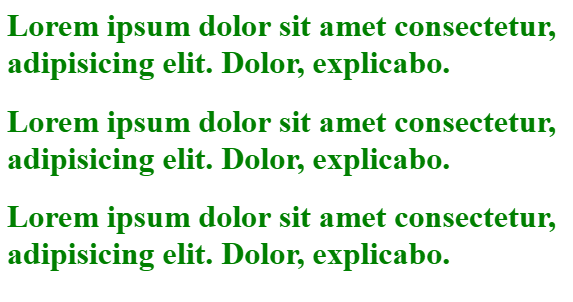 Lorem ipsum dolor sit amet consectetur,
adipisicing elit. Dolor, explicabo.
Lorem ipsum dolor sit amet consectetur,
adipisicing elit. Dolor, explicabo.
Lorem ipsum dolor sit amet consectetur,
adipisicing elit. Dolor, explicabo.